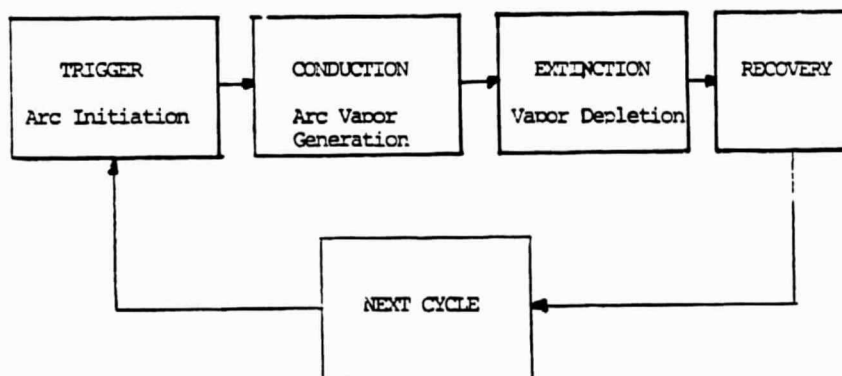 TRIGGER
Arc Initiation
CONDUCTION
Arc Vapor
Generation
EXTINCTION
Vapor Depletion
RECOVERY
NEXT CYCLE